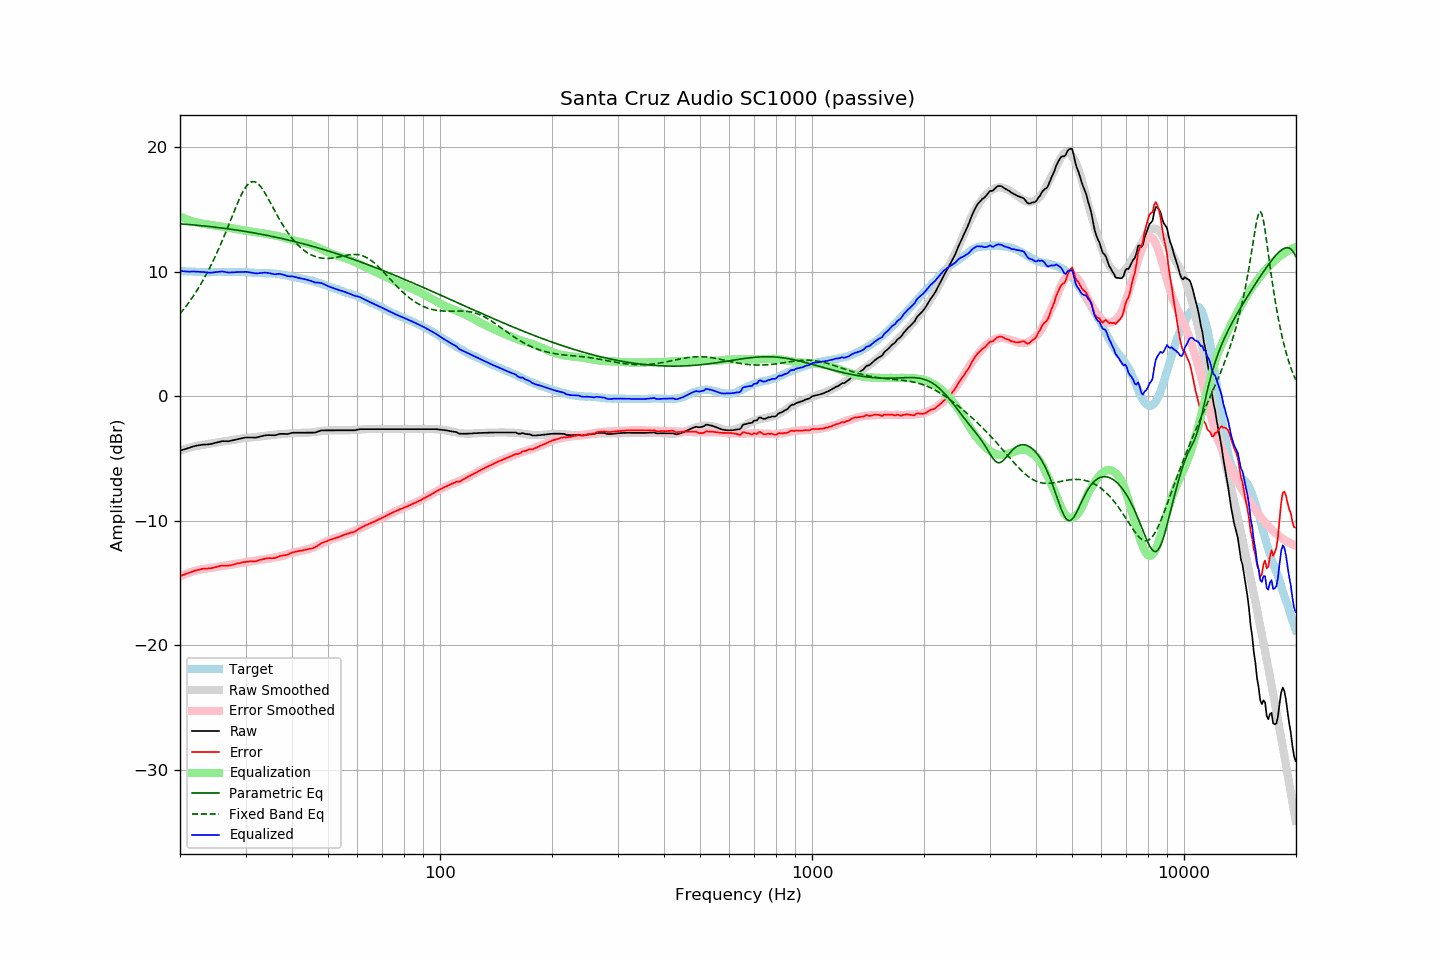 Santa Cruz Audio SC1000 (passive)
20
10
0
−10
−20
−30
Amplitude (dBr)
Target
Raw Smoothed
Error Smoothed
Raw
Error
Equalization
Parametric Eq
Fixed Band Eq
Equalized
100
1000
10000
Frequency (Hz)